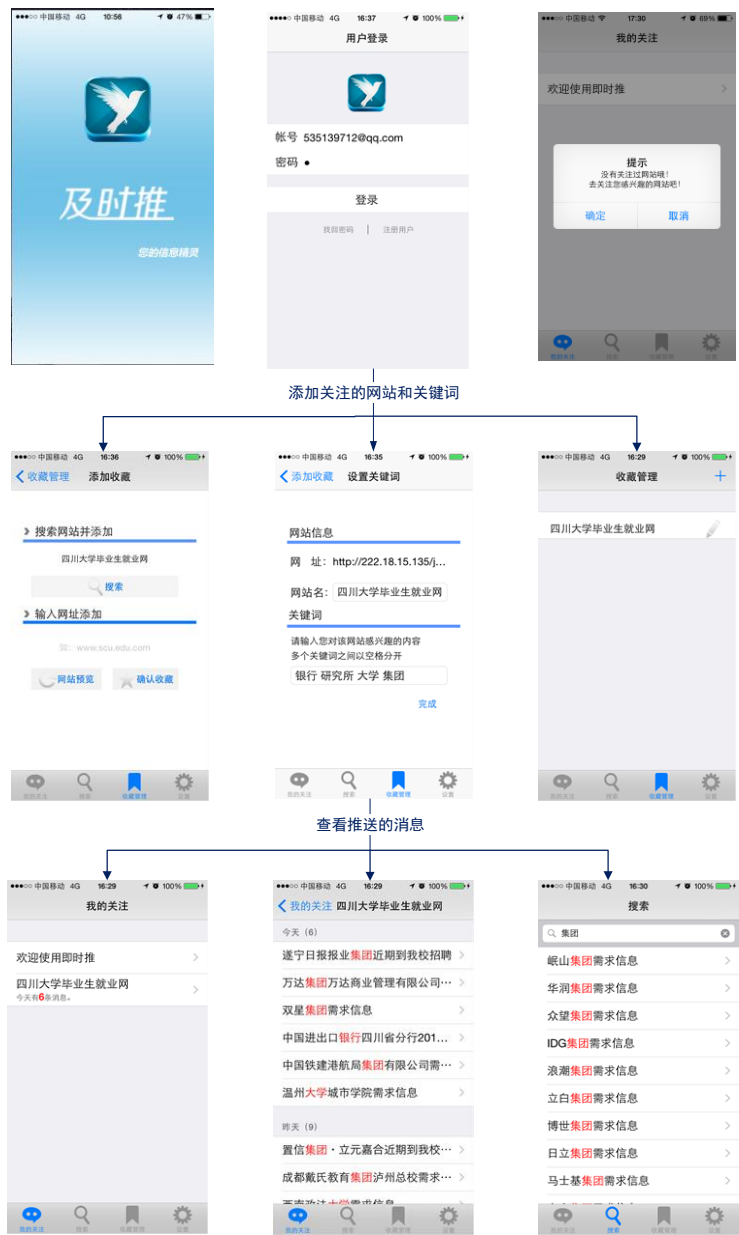 中国移动 4G 10:56 47%
及时推
您的信息精灵
中国移动 4G 16:37 100%
用户登录
帐号 535139712@qq.com
密码 •
登录
找回密码 | 注册用户
中国移动 17:30 69%
我的关注
欢迎使用即时推
提示
没有关注过网站哦！
去关注您感兴趣的网站吧！
确定 取消
我的关注 搜索 收藏管理 设置
添加关注的网站和关键词
中国移动 4G 16:36 100%
收藏管理 添加收藏
搜索网站并添加
四川大学毕业生就业网
搜索
输入网址添加
如：www.scu.edu.com
网站预览 确认收藏
我的关注 搜索 收藏管理 设置
中国移动 4G 16:35 100%
添加收藏 设置关键词
网站信息
网 址： http://222.18.15.135/j...
网站名： 四川大学毕业生就业网
关键词
请输入您对该网站感兴趣的内容
多个关键词之间以空格分开
银行 研究所 大学 集团
完成
我的关注 搜索 收藏管理 设置
中国移动 4G 16:29 100%
收藏管理 +
四川大学毕业生就业网
我的关注 搜索 收藏管理 设置
查看推送的消息
中国移动 4G 16:29 100%
我的关注
欢迎使用即时推
四川大学毕业生就业网
今天有6条消息。
我的关注 搜索 收藏管理 设置
中国移动 4G 16:29 100%
我的关注 四川大学毕业生就业网
今天（6）
遂宁日报报业集团近期到我校招聘
万达集团万达商业管理有限公司…
双星集团需求信息
中国进出口银行四川省分行201...
中国铁建港航局集团有限公司需…
温州大学城市学院需求信息
昨天（9）
置信集团·立元嘉合近期到我校…
成都戴氏教育集团泸州总校需求…
西南政法大学需求信息
我的关注 搜索 收藏管理 设置
中国移动 4G 16:30 100%
搜索
集团
岷山集团需求信息
华润集团需求信息
众望集团需求信息
IDG集团需求信息
浪潮集团需求信息
立白集团需求信息
博世集团需求信息
日立集团需求信息
马士基集团需求信息
我的关注 搜索 收藏管理 设置